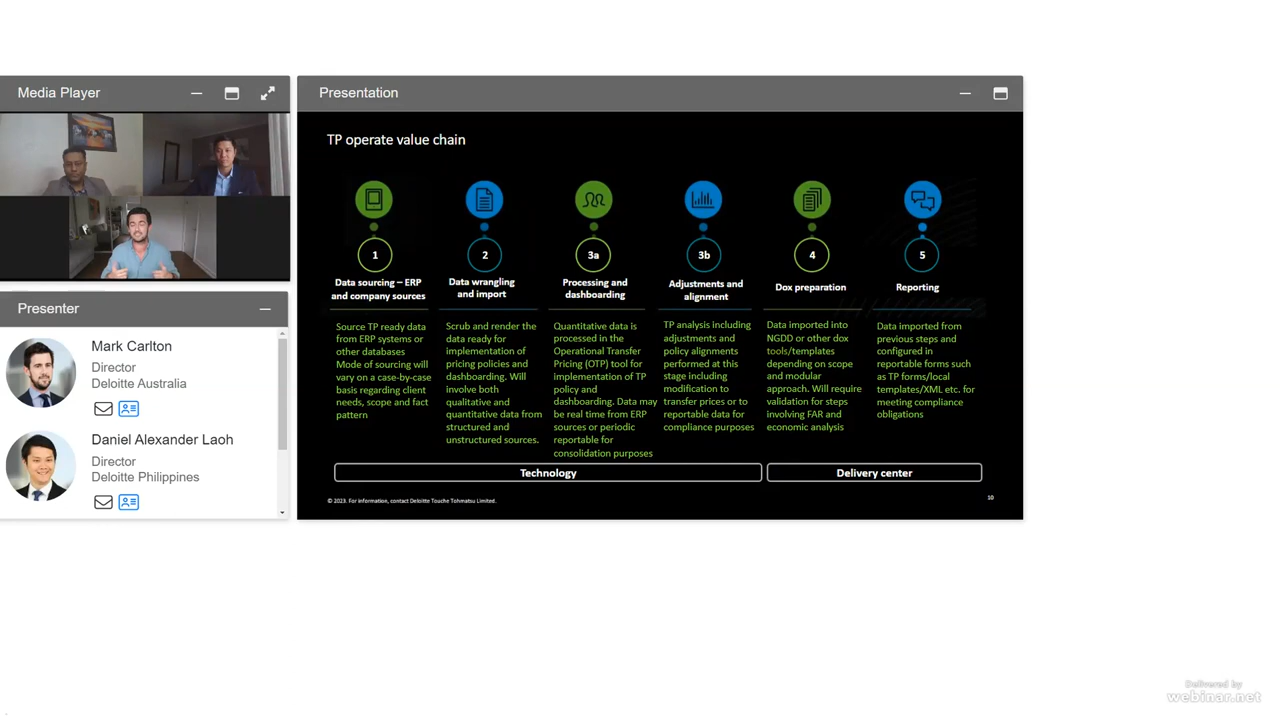 Media Player
Presentation
TP operate value chain
1
2
3a
3b
4
5
Data sourcing – ERP
and company sources
Data wrangling
and import
Processing and
dashboarding
Adjustments and
alignment
Dox preparation
Reporting
Source TP ready data
from ERP systems or
other databases
Mode of sourcing will
vary on a case-by-case
basis regarding client
needs, scope and fact
pattern
Scrub and render the
data ready for
implementation of
pricing policies and
dashboarding. Will
involve both
qualitative and
quantitative data from
structured and
unstructured sources.
Quantitative data is
processed in the
Operational Transfer
Pricing (OTP) tool for
implementation of TP
policy and
dashboarding. Data may
be real time from ERP
sources or periodic
reportable for
consolidation purposes
TP analysis including
adjustments and
policy alignments
performed at this
stage including
modification to
transfer prices or to
reportable data for
compliance purposes
Data imported into
NGDD or other dox
tools/templates
depending on scope
and modular
approach. Will require
validation for steps
involving FAR and
economic analysis
Data imported from
previous steps and
configured in
reportable forms such
as TP forms/local
templates/XML etc. for
meeting compliance
obligations
Technology
Delivery center
© 2023. For information, contact Deloitte Touche Tohmatsu Limited.
10
Presenter
Mark Carlton
Director
Deloitte Australia
Daniel Alexander Laoh
Director
Deloitte Philippines
Delivered by
webinar.net